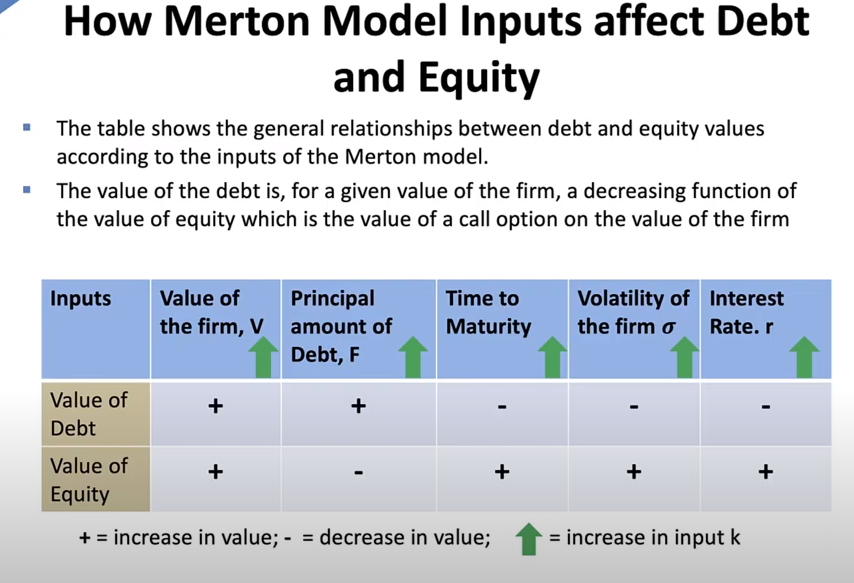 How Merton Model Inputs affect Debt
and Equity
▪ The table shows the general relationships between debt and equity values
according to the inputs of the Merton model.
▪ The value of the debt is, for a given value of the firm, a decreasing function of
the value of equity which is the value of a call option on the value of the firm
Inputs | Value of the firm, V | Principal amount of Debt, F | Time to Maturity | Volatility of the firm σ | Interest Rate. r
Value of Debt | + | + | - | - | -
Value of Equity | + | - | + | + | +
+ = increase in value; - = decrease in value; = increase in input k